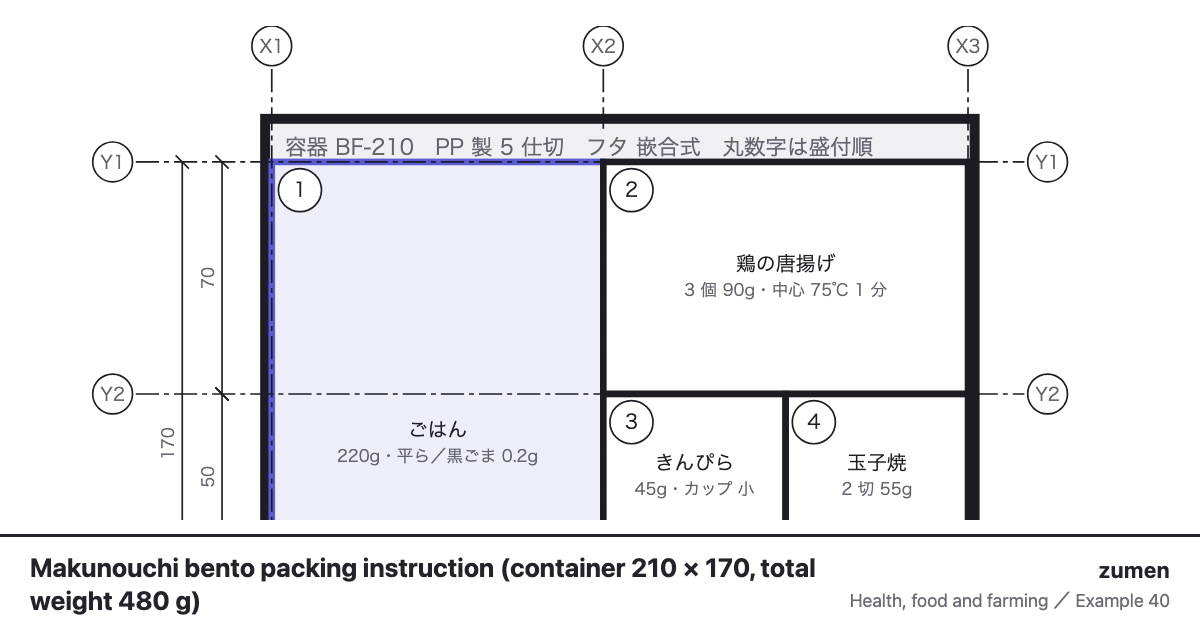 X1 X2 X3
容器 BF-210 PP 製 5 仕切 フタ 嵌合式 丸数字は盛付順
Y1 Y1
1 2
鶏の唐揚げ
3 個 90g・中心 75℃ 1 分
70
Y2 Y2
3 4
ごはん
220g・平ら／黒ごま 0.2g
きんぴら
45g・カップ 小
玉子焼
2 切 55g
170
50
Makunouchi bento packing instruction (container 210 × 170, total
weight 480 g)
zumen
Health, food and farming ／ Example 40